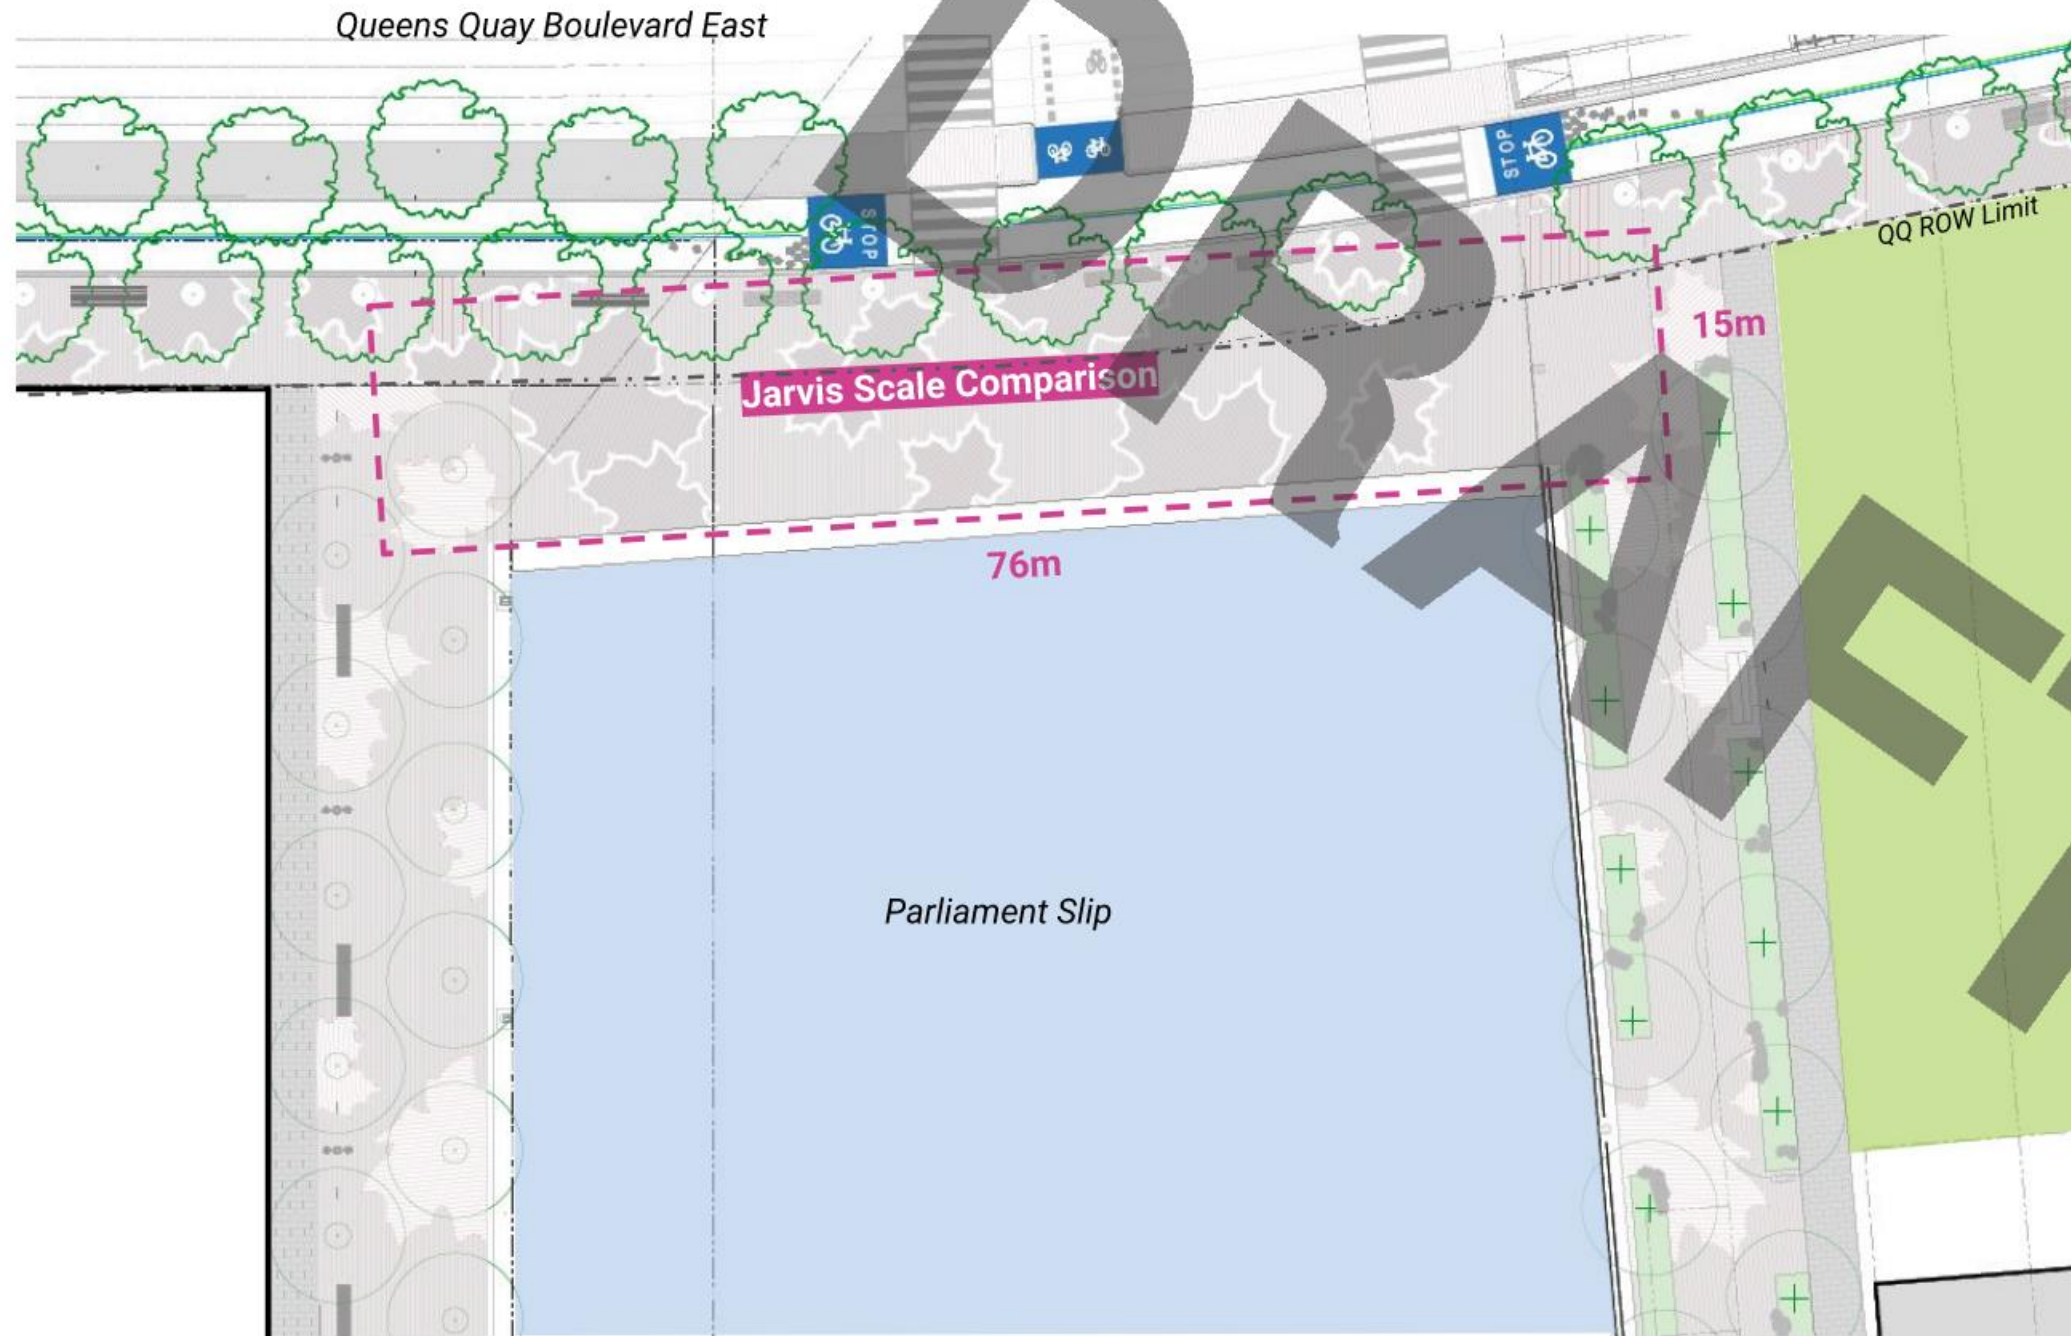 Queens Quay Boulevard East
STOP
STOP
QQ ROW Limit
15m
Jarvis Scale Comparison
76m
Parliament Slip
DRAFT